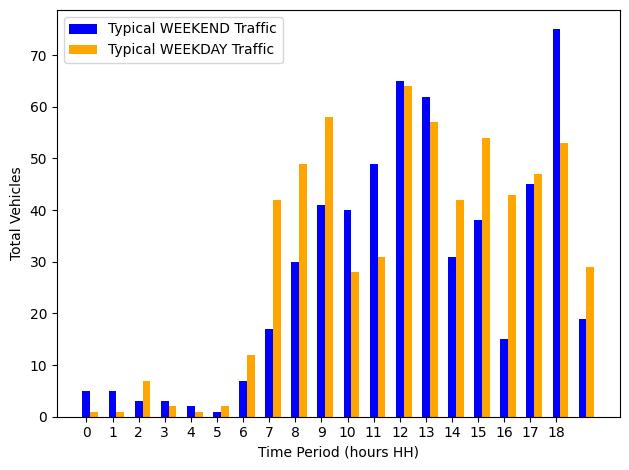 Typical WEEKEND Traffic
Typical WEEKDAY Traffic
Total Vehicles
70
60
50
40
30
20
10
0
0 1 2 3 4 5 6 7 8 9 10 11 12 13 14 15 16 17 18
Time Period (hours HH)